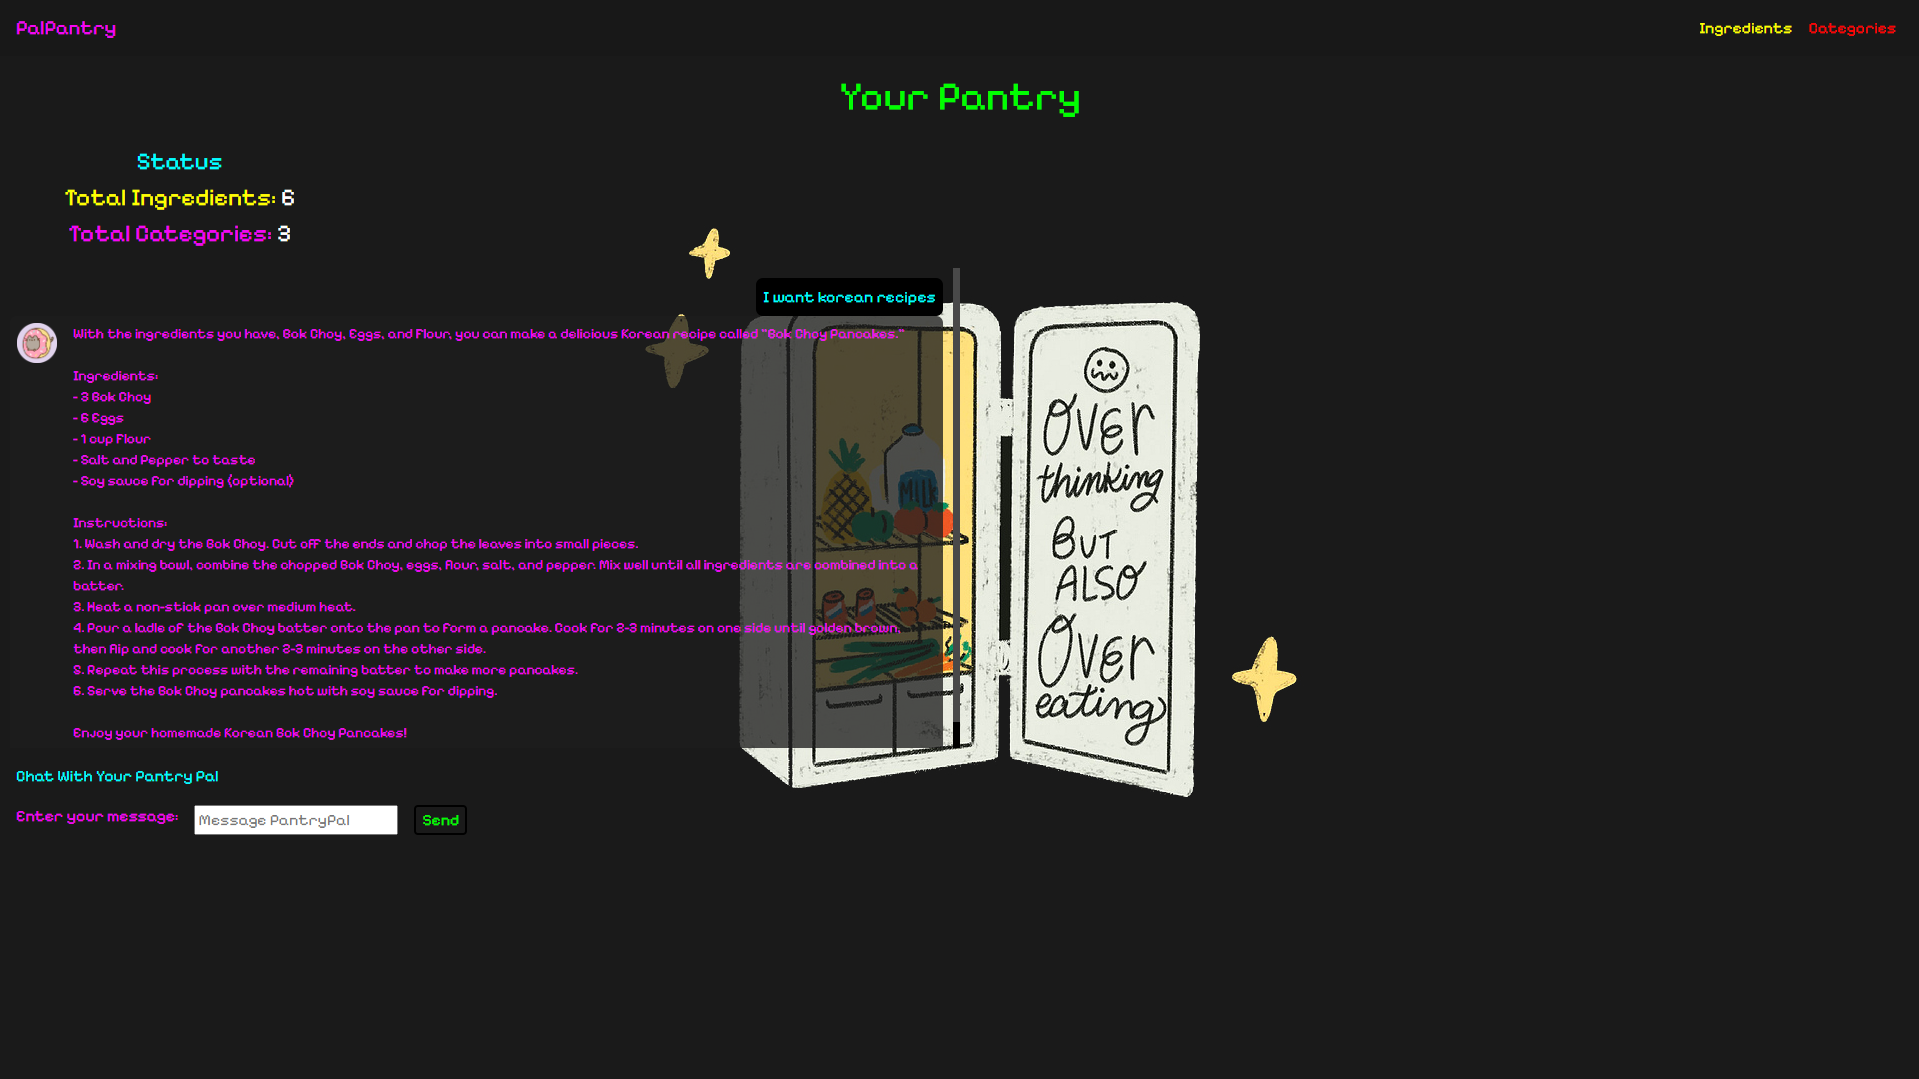 PalPantry
Ingredients Categories
Your Pantry
Status
Total Ingredients: 6
Total Categories: 3
I want korean recipes
With the ingredients you have, Bok Choy, Eggs, and Flour, you can make a delicious Korean recipe called "Bok Choy Pancakes."
Ingredients:
- 3 Bok Choy
- 6 Eggs
- 1 cup Flour
- Salt and Pepper to taste
- Soy sauce for dipping (optional)
Instructions:
1. Wash and dry the Bok Choy. Cut off the ends and chop the leaves into small pieces.
2. In a mixing bowl, combine the chopped Bok Choy, eggs, flour, salt, and pepper. Mix well until all ingredients are combined into a
batter.
3. Heat a non-stick pan over medium heat.
4. Pour a ladle of the Bok Choy batter onto the pan to form a pancake. Cook for 2-3 minutes on one side until golden brown,
then flip and cook for another 2-3 minutes on the other side.
5. Repeat this process with the remaining batter to make more pancakes.
6. Serve the Bok Choy pancakes hot with soy sauce for dipping.
Enjoy your homemade Korean Bok Choy Pancakes!
MILK
OVER
thinking
BUT
ALSO
OVER
eating
Chat With Your Pantry Pal
Enter your message: Message PantryPal Send